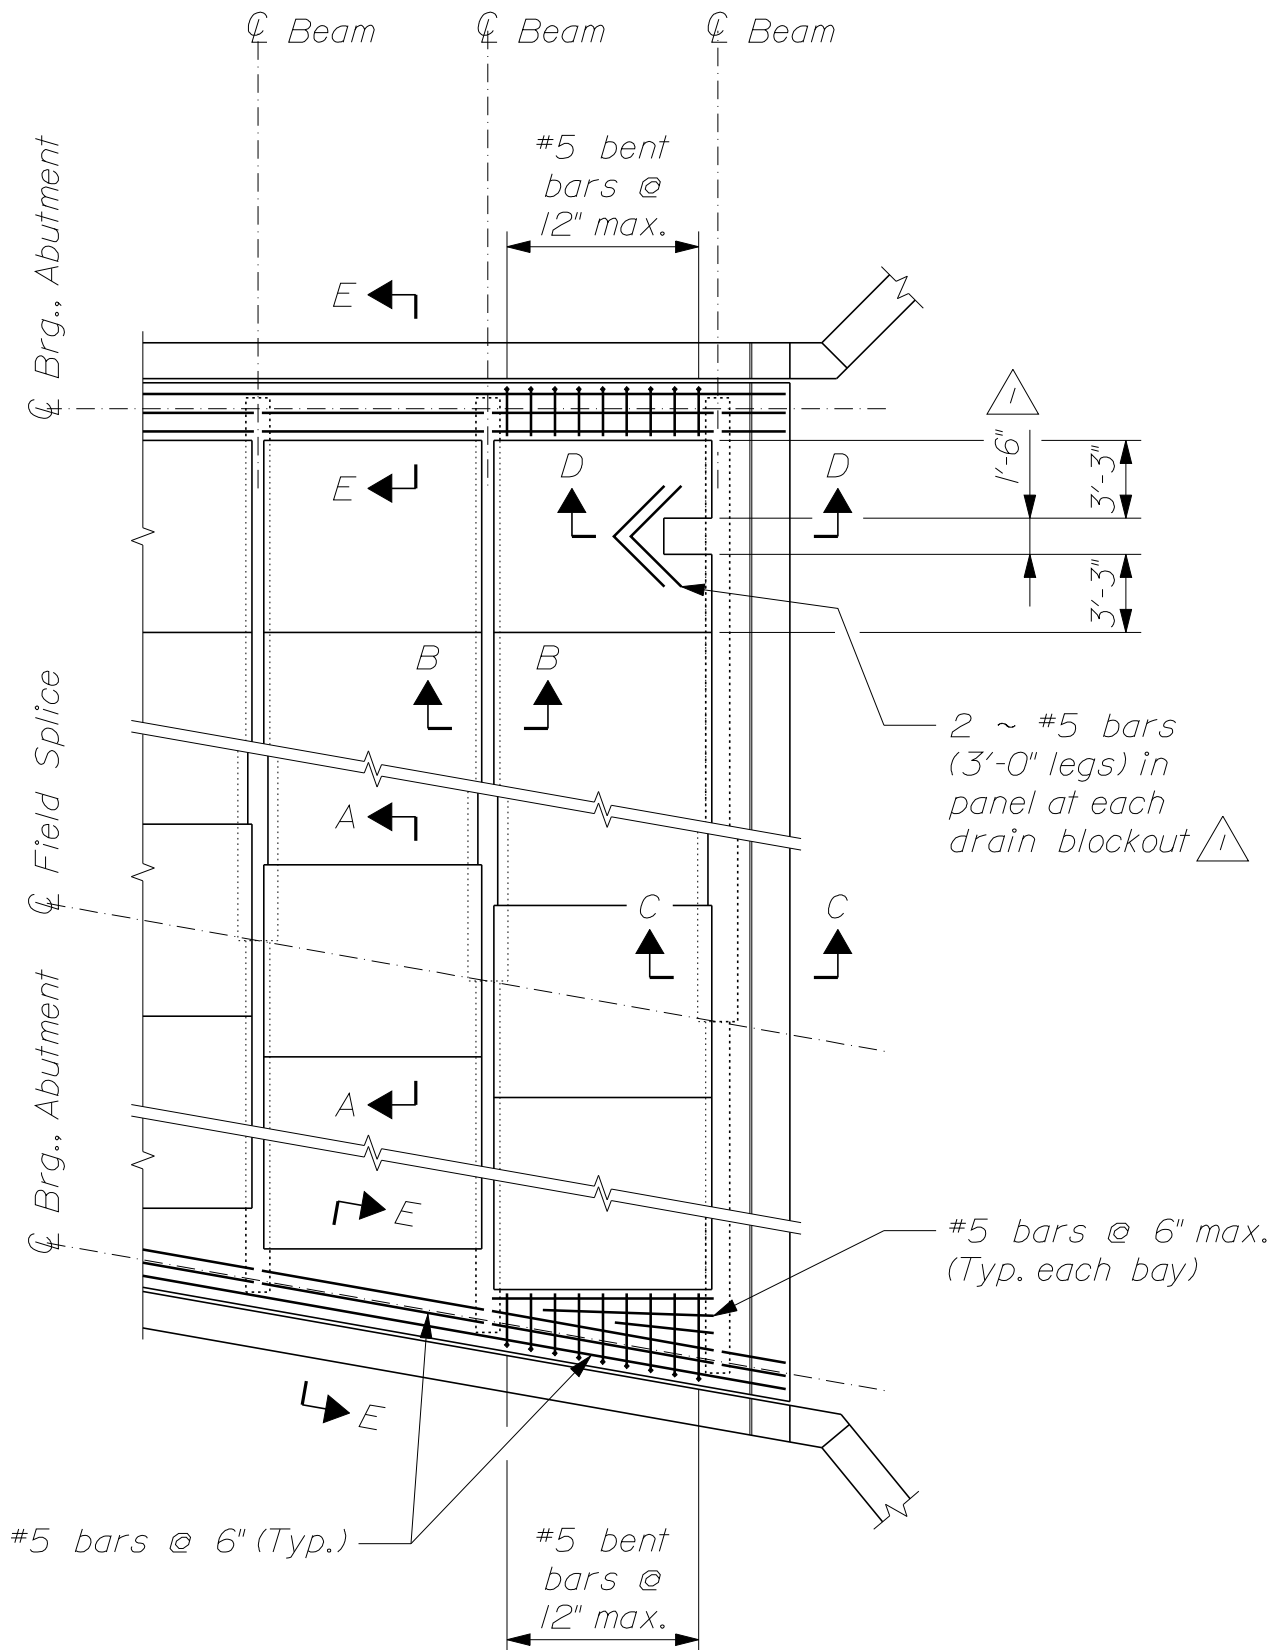 ℄ Beam
℄ Beam
℄ Beam
℄ Brg., Abutment
#5 bent
bars @
12" max.
E
1
1'-6"
3'-3"
D
D
E
3'-3"
B
B
℄ Field Splice
2 ~ #5 bars
(3'-0" legs) in
panel at each
drain blockout 1
A
C
C
℄ Brg., Abutment
A
E
#5 bars @ 6" max.
(Typ. each bay)
E
#5 bars @ 6" (Typ.)
#5 bent
bars @
12" max.